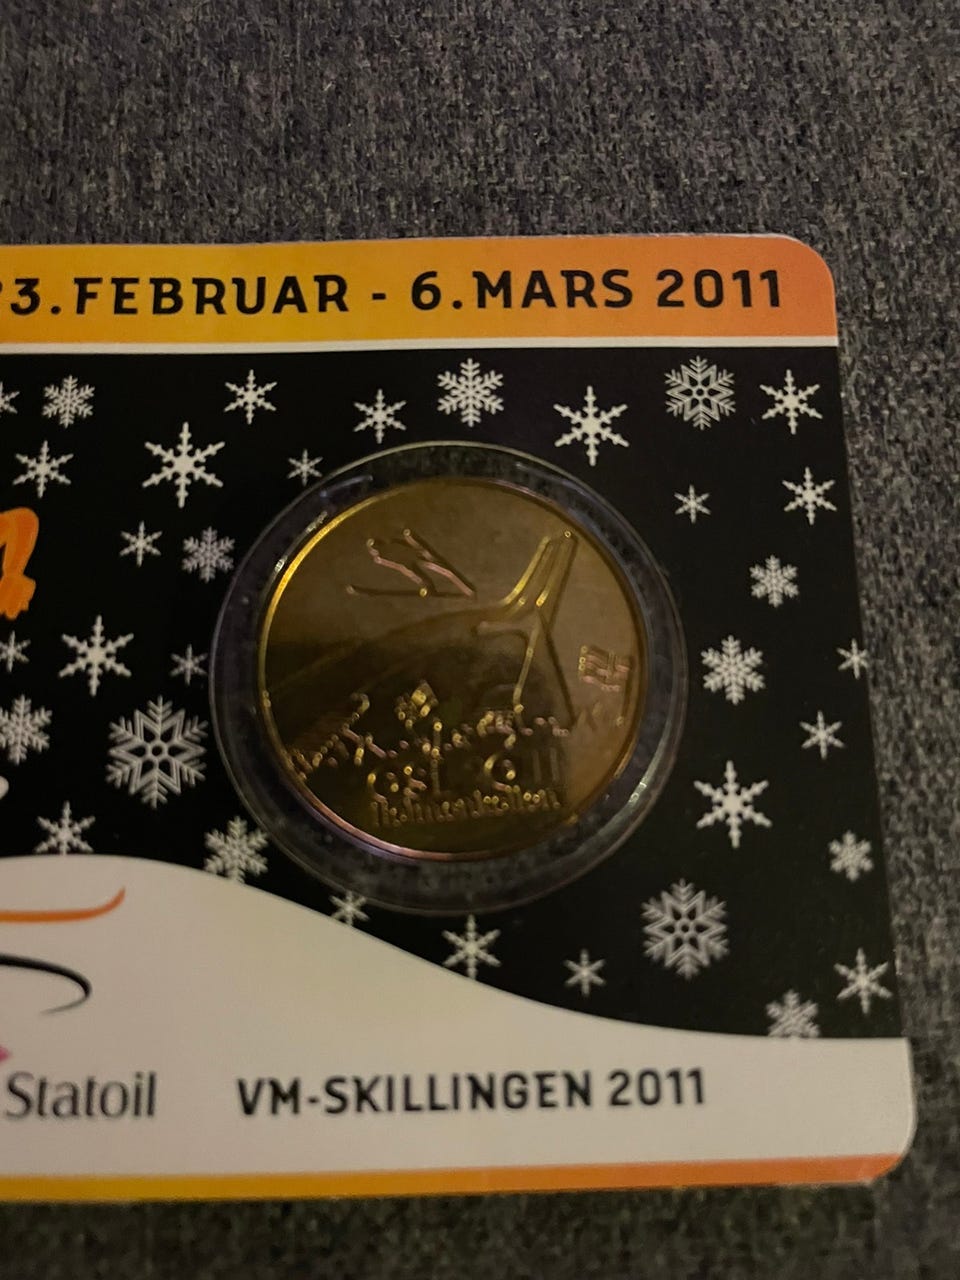 3.FEBRUAR - 6.MARS 2011
Statoil
VM-SKILLINGEN 2011